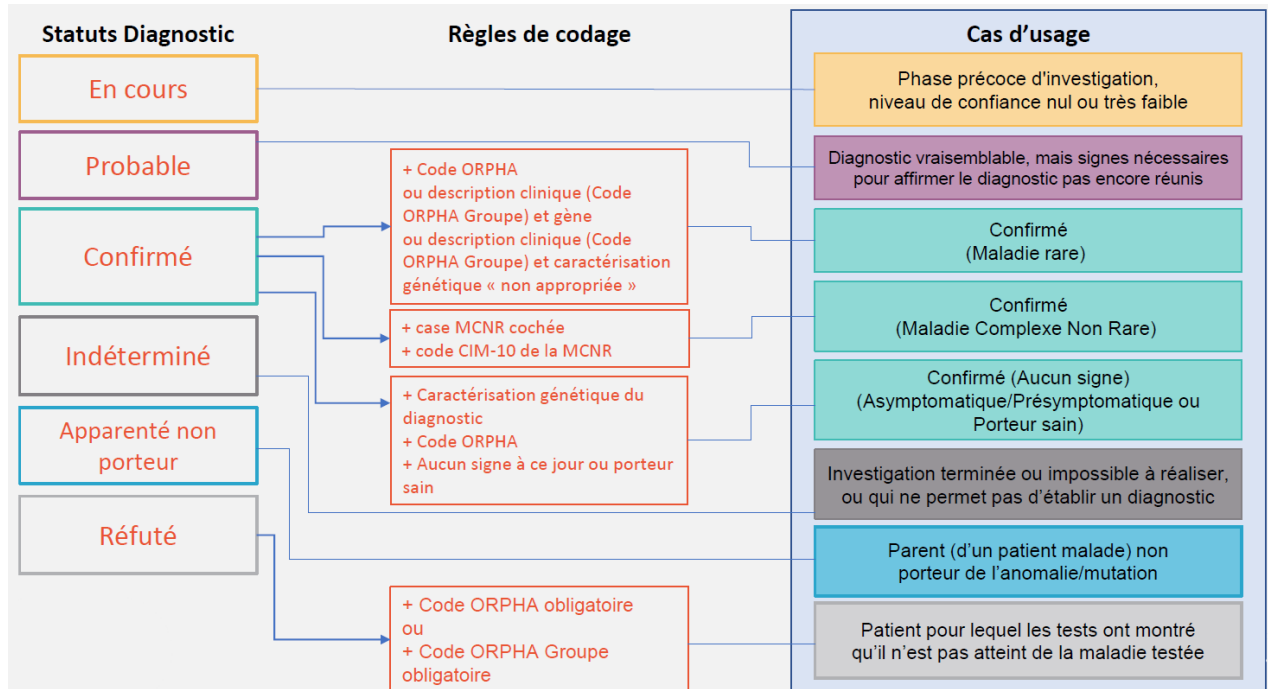 Statuts Diagnostic
Règles de codage
Cas d'usage
En cours
Phase précoce d'investigation,
niveau de confiance nul ou très faible
Probable
Diagnostic vraisemblable, mais signes nécessaires
pour affirmer le diagnostic pas encore réunis
Confirmé
+ Code ORPHA
ou description clinique (Code
ORPHA Groupe) et gène
ou description clinique (Code
ORPHA Groupe) et caractérisation
génétique « non appropriée »
Confirmé
(Maladie rare)
+ case MCNR cochée
+ code CIM-10 de la MCNR
Confirmé
(Maladie Complexe Non Rare)
+ Caractérisation génétique du
diagnostic
+ Code ORPHA
+ Aucun signe à ce jour ou porteur
sain
Confirmé (Aucun signe)
(Asymptomatique/Présymptomatique ou
Porteur sain)
Indéterminé
Investigation terminée ou impossible à réaliser,
ou qui ne permet pas d'établir un diagnostic
Apparenté non
porteur
Parent (d'un patient malade) non
porteur de l'anomalie/mutation
Réfuté
+ Code ORPHA obligatoire
ou
+ Code ORPHA Groupe
obligatoire
Patient pour lequel les tests ont montré
qu'il n'est pas atteint de la maladie testée